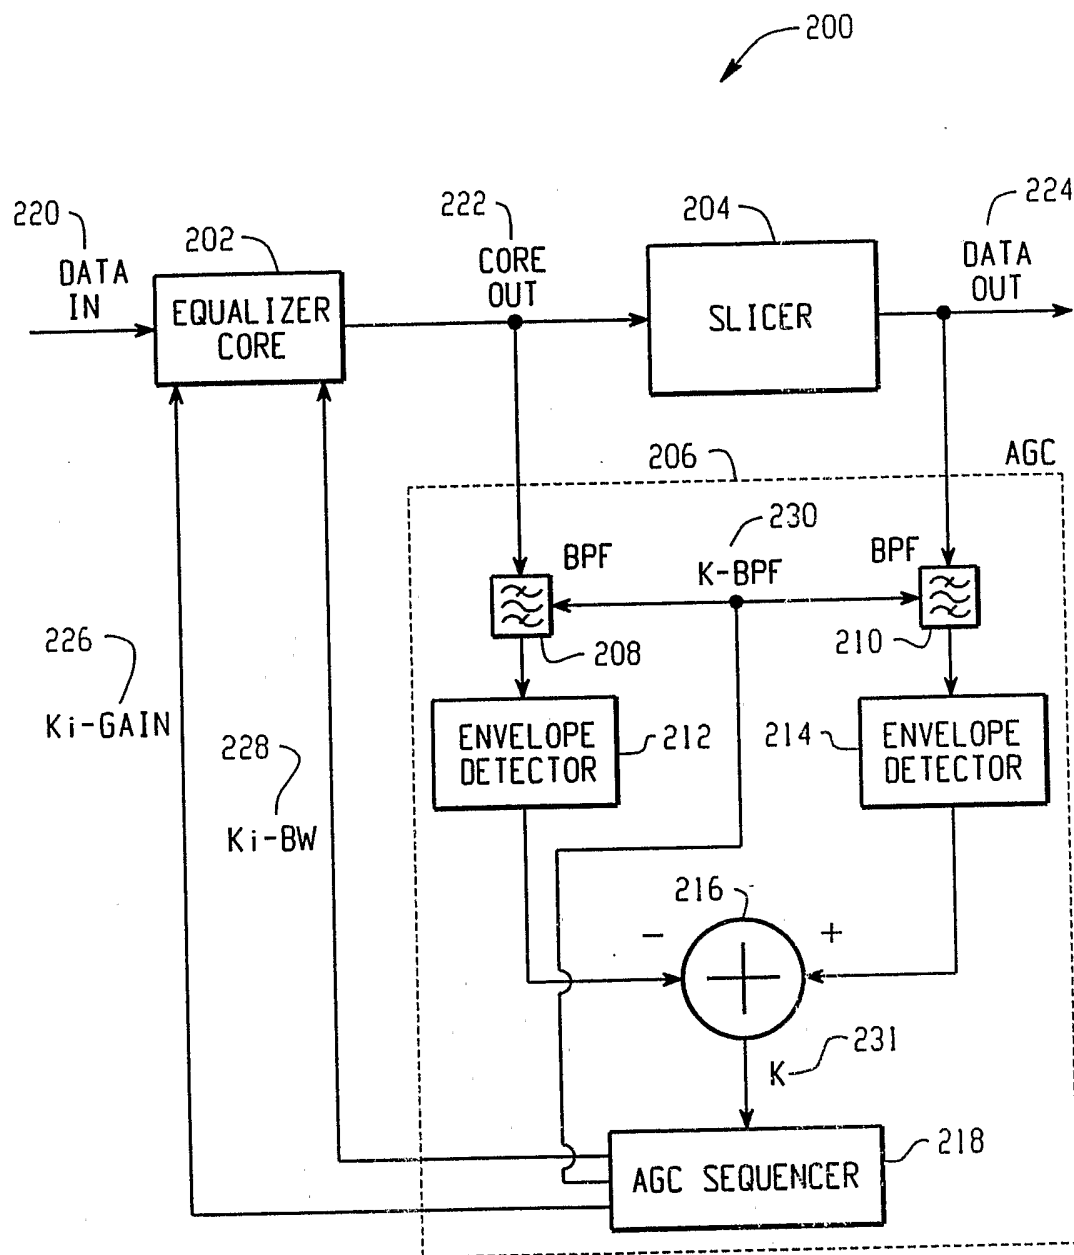 200
220
DATA
IN
202
EQUALIZER
CORE
222
CORE
OUT
204
SLICER
224
DATA
OUT
206
AGC
230
K-BPF
BPF
208
BPF
210
226
Ki-GAIN
228
Ki-BW
ENVELOPE
DETECTOR
212
214
ENVELOPE
DETECTOR
216
−
+
K
231
AGC SEQUENCER
218